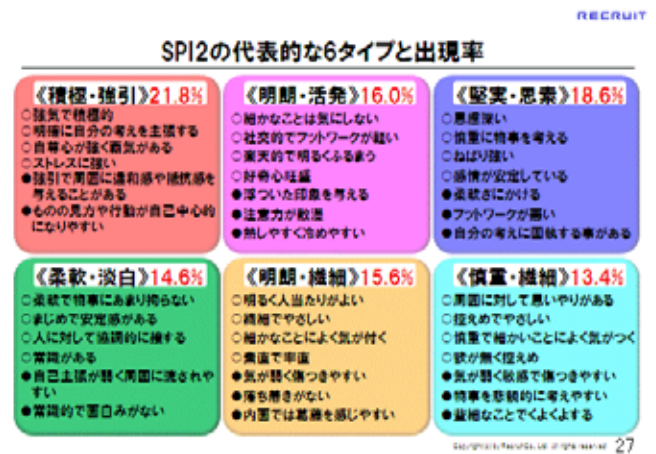 RECRUIT
SPI2の代表的な6タイプと出現率
《積極・強引》21.8%
○強気で積極的
○明確に自分の考えを主張する
○自尊心が強く覇気がある
○ストレスに強い
●強引で周囲に違和感や抵抗感を
与えることがある
●ものの見方や行動が自己中心的
になりやすい
《明朗・活発》16.0%
○細かなことは気にしない
○社交的でフットワークが軽い
○楽天的で明るくふるまう
○好奇心旺盛
●浮ついた印象を与える
●注意力が散漫
●熱しやすく冷めやすい
《堅実・思索》18.6%
○思慮深い
○慎重に物事を考える
○ねばり強い
○感情が安定している
●柔軟さにかける
●フットワークが悪い
●自分の考えに固執する事がある
《柔軟・淡白》14.6%
○柔軟で物事にあまり拘らない
○まじめで安定感がある
○人に対して協調的に接する
○常識がある
●自己主張が弱く周囲に流されや
すい
●常識的で面白みがない
《明朗・繊細》15.6%
○明るく人当たりがよい
○繊細でやさしい
○細かなことによく気が付く
○素直で率直
●気が弱く傷つきやすい
●落ち着きがない
●内面では葛藤を感じやすい
《慎重・繊細》13.4%
○周囲に対して思いやりがある
○控えめでやさしい
○慎重で細かいことによく気がつく
○欲が無く控えめ
●気が弱く敏感で傷つきやすい
●物事を悲観的に考えやすい
●些細なことでくよくよする
27